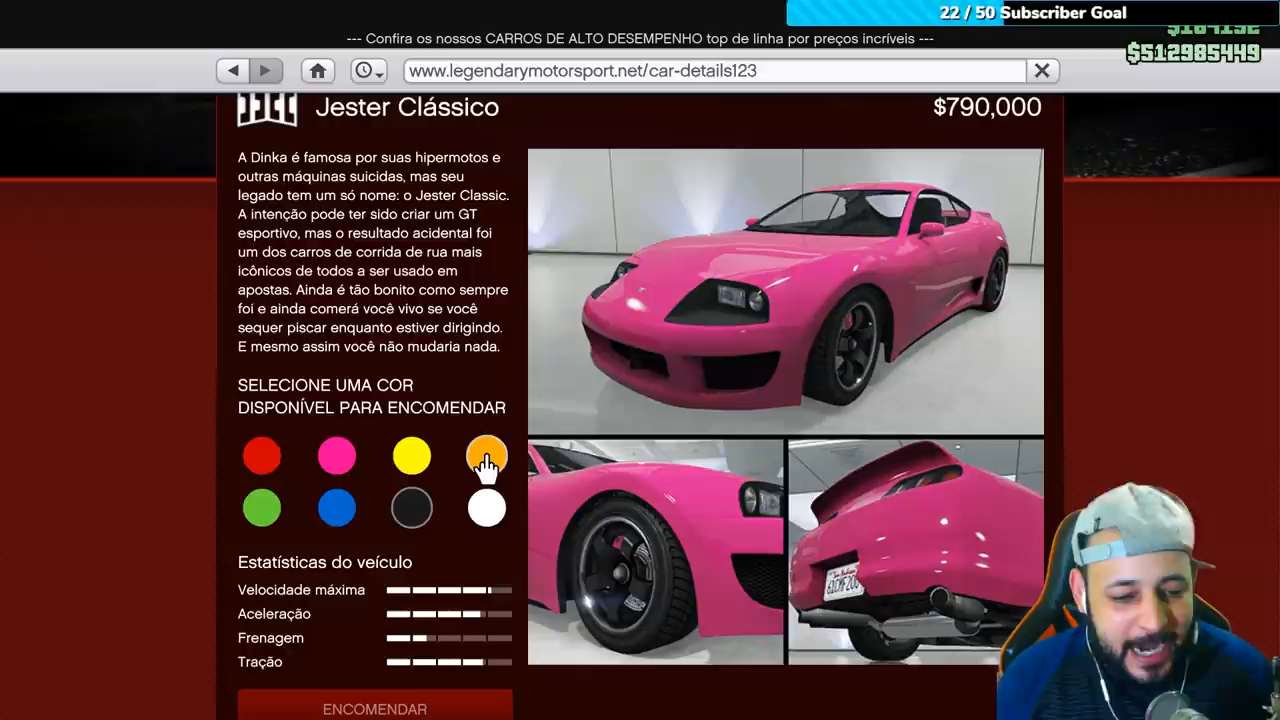 22 / 50 Subscriber Goal
--- Confira os nossos CARROS DE ALTO DESEMPENHO top de linha por preços incríveis ---
$512985449
www.legendarymotorsport.net/car-details123
Jester Clássico
$790,000
A Dinka é famosa por suas hipermotos e
outras máquinas suicidas, mas seu
legado tem um só nome: o Jester Classic.
A intenção pode ter sido criar um GT
esportivo, mas o resultado acidental foi
um dos carros de corrida de rua mais
icônicos de todos a ser usado em
apostas. Ainda é tão bonito como sempre
foi e ainda comerá você vivo se você
sequer piscar enquanto estiver dirigindo.
E mesmo assim você não mudaria nada.
SELECIONE UMA COR
DISPONÍVEL PARA ENCOMENDAR
Estatísticas do veículo
Velocidade máxima
Aceleração
Frenagem
Tração
ENCOMENDAR